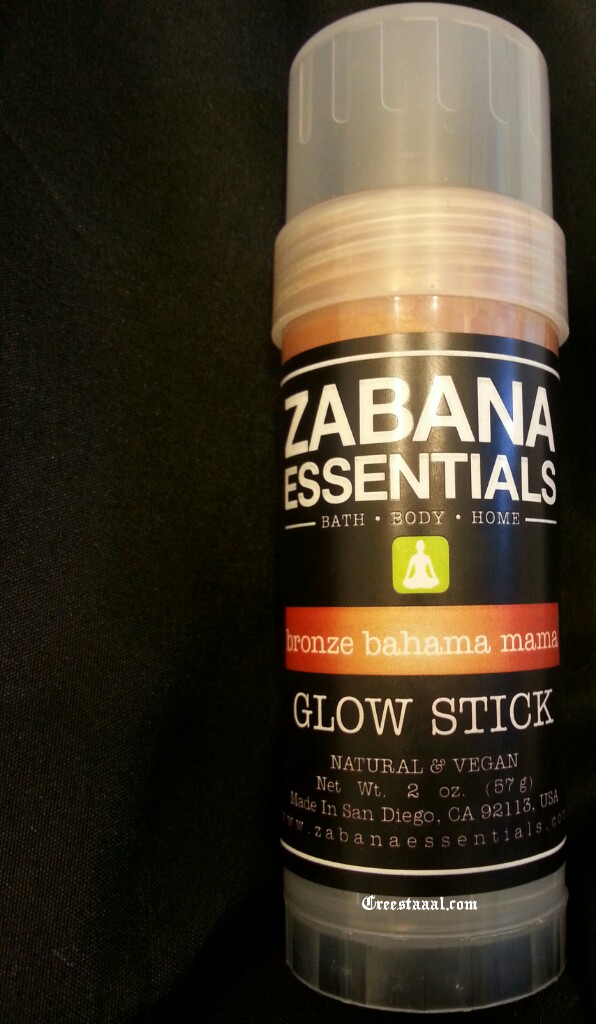 ZABANA
ESSENTIALS
BATH • BODY • HOME
bronze bahama mama
GLOW STICK
NATURAL & VEGAN
Net Wt. 2 oz. (57g)
Made In San Diego, CA 92113, USA
www.zabanaessentials.com
Creestaaal.com